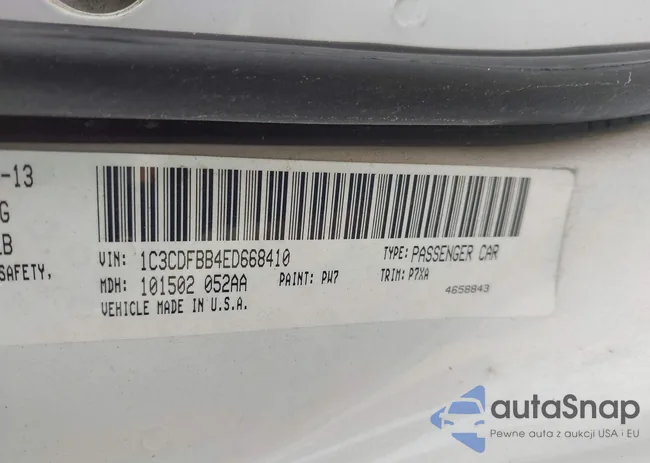 -13
G
LB
SAFETY,
VIN: 1C3CDFBB4ED668410 TYPE: PASSENGER CAR
MDH: 101502 052AA PAINT: PW7 TRIM: P7XA
VEHICLE MADE IN U.S.A. 4658843
autaSnap
Pewne auta z aukcji USA i EU